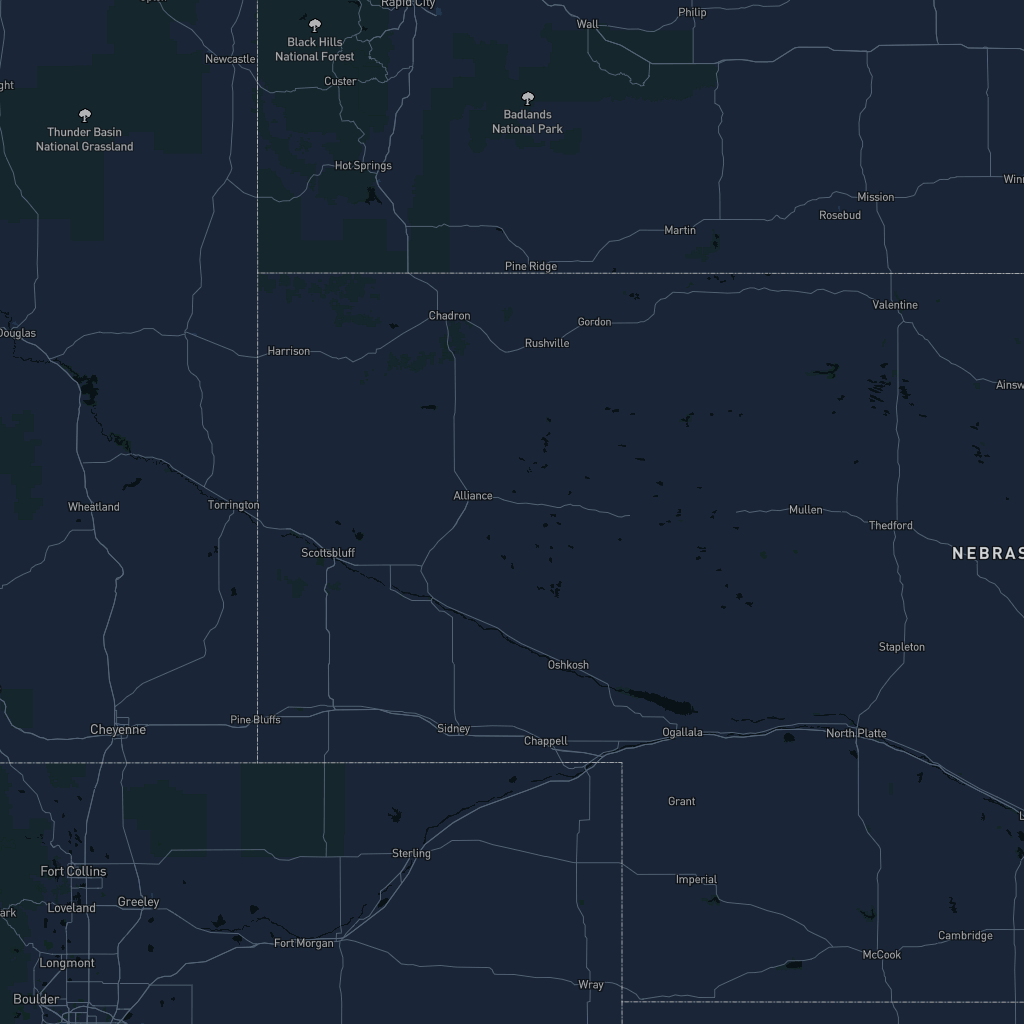 Rapid City
Wall
Philip
Black Hills
National Forest
Newcastle
Custer
Badlands
National Park
Thunder Basin
National Grassland
Hot Springs
Mission
Rosebud
Martin
Pine Ridge
Valentine
Chadron
Gordon
Douglas
Rushville
Harrison
Ainsw
Alliance
Torrington
Wheatland
Mullen
Thedford
Scottsbluff
NEBRAS
Stapleton
Oshkosh
Pine Bluffs
Cheyenne
Sidney
Chappell
Ogallala
North Platte
Grant
Sterling
Fort Collins
Imperial
Loveland
Greeley
Cambridge
Fort Morgan
McCook
Longmont
Wray
Boulder